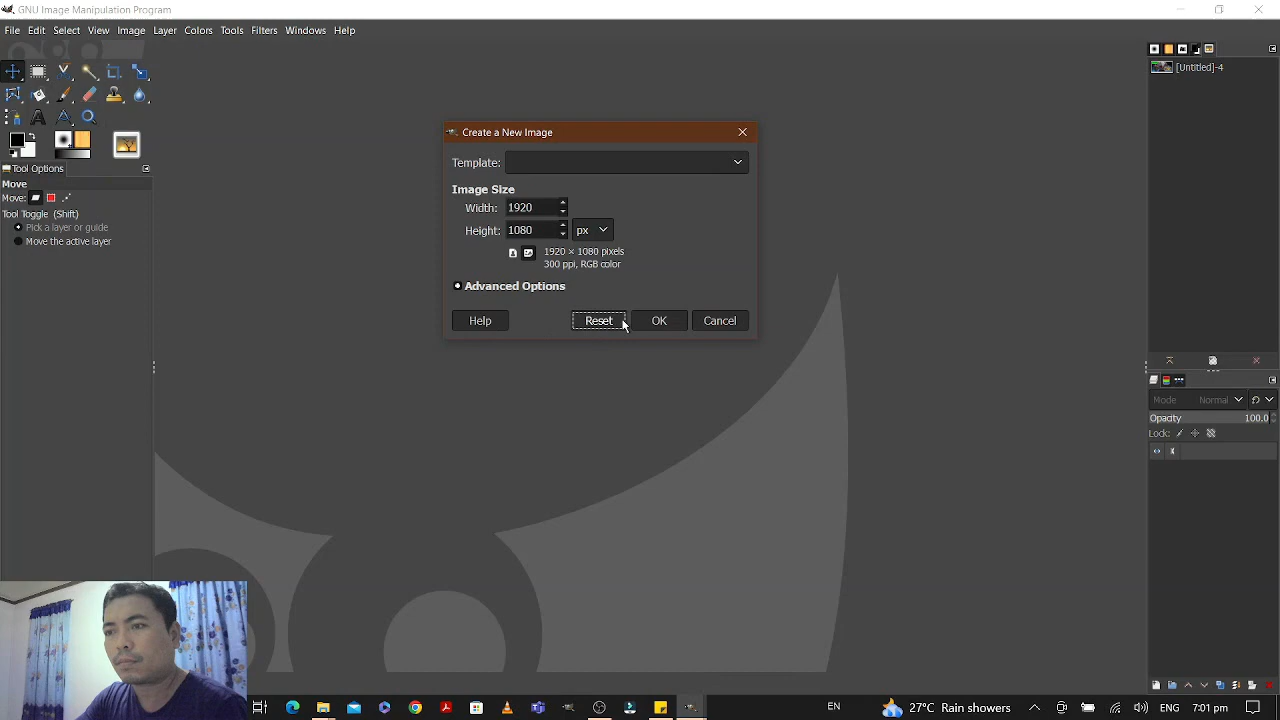 GNU Image Manipulation Program
File Edit Select View Image Layer Colors Tools Filters Windows Help
[Untitled]-4
Create a New Image
Template:
Image Size
Width: 1920
Height: 1080 px
1920 × 1080 pixels
300 ppi, RGB color
Advanced Options
Help Reset OK Cancel
Tool Options
Move
Move:
Tool Toggle (Shift)
Pick a layer or guide
Move the active layer
Mode Normal
Opacity 100.0
Lock:
EN 27°C Rain showers ENG 7:01 pm